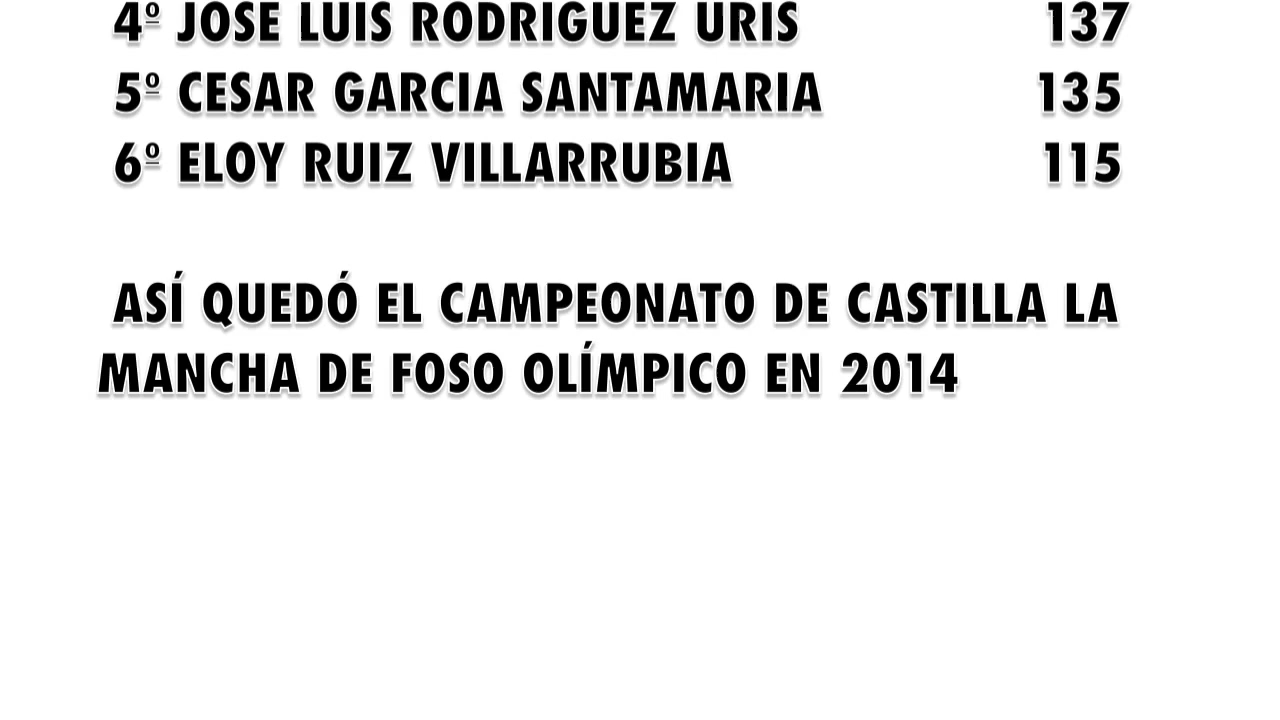 4º JOSE LUIS RODRIGUEZ URIS 137
5º CESAR GARCIA SANTAMARIA 135
6º ELOY RUIZ VILLARRUBIA 115
ASÍ QUEDÓ EL CAMPEONATO DE CASTILLA LA
MANCHA DE FOSO OLÍMPICO EN 2014